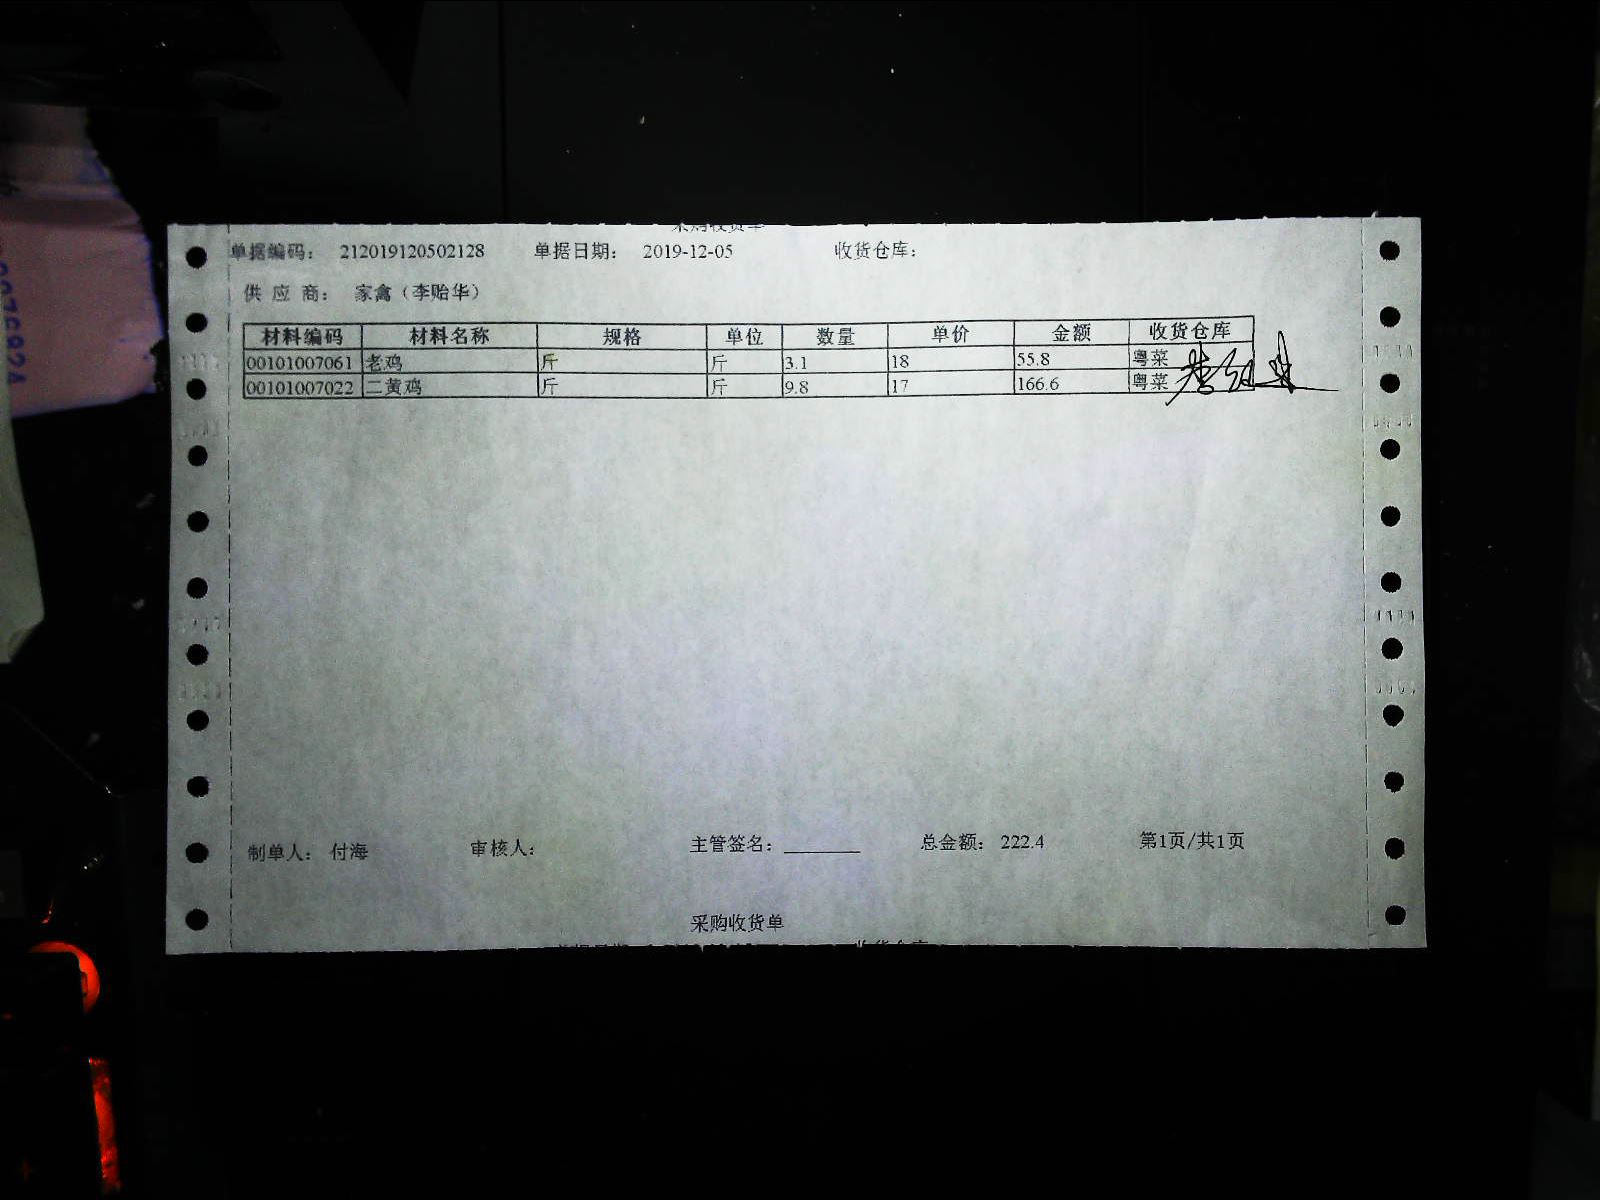 采购收货单
单据编码： 212019120502128 单据日期： 2019-12-05 收货仓库：
供 应 商： 家禽（李贻华）
材料编码 材料名称 规格 单位 数量 单价 金额 收货仓库
00101007061 老鸡 斤 斤 3.1 18 55.8 粤菜
00101007022 二黄鸡 斤 斤 9.8 17 166.6 粤菜
制单人： 付海 审核人： 主管签名： 总金额： 222.4 第1页/共1页
采购收货单